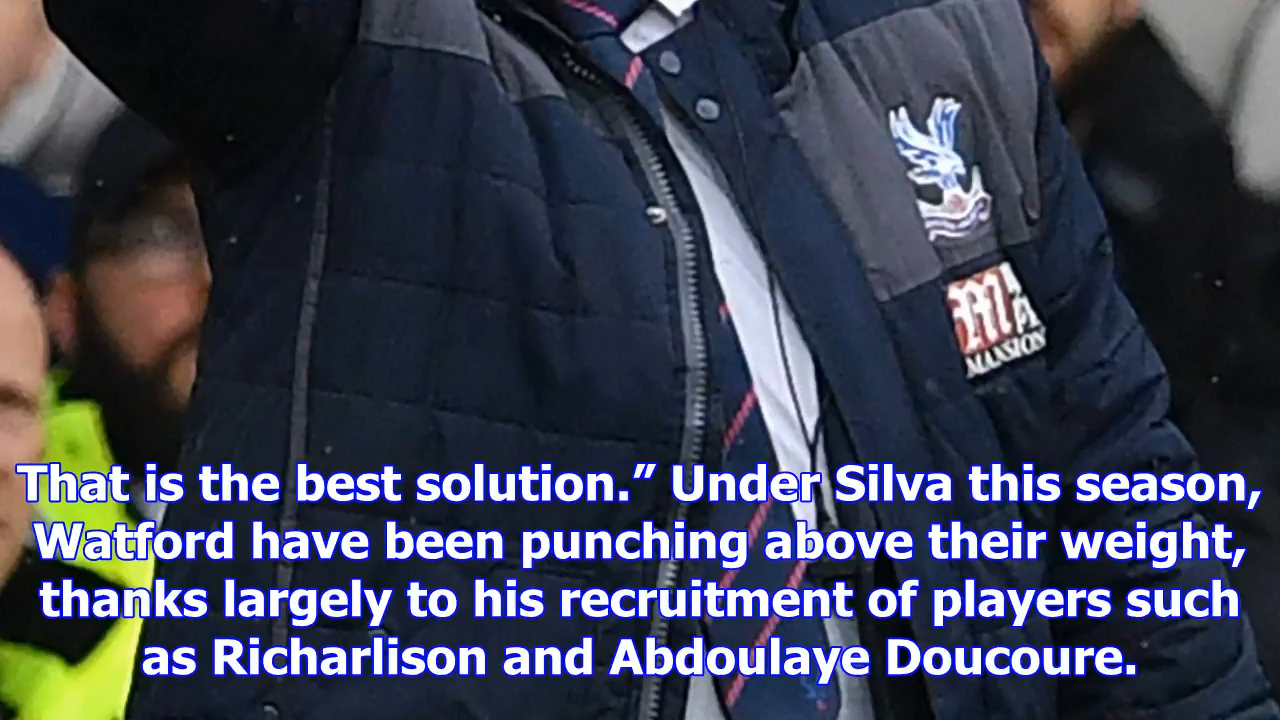 M
MANSION
That is the best solution.” Under Silva this season,
Watford have been punching above their weight,
thanks largely to his recruitment of players such
as Richarlison and Abdoulaye Doucoure.